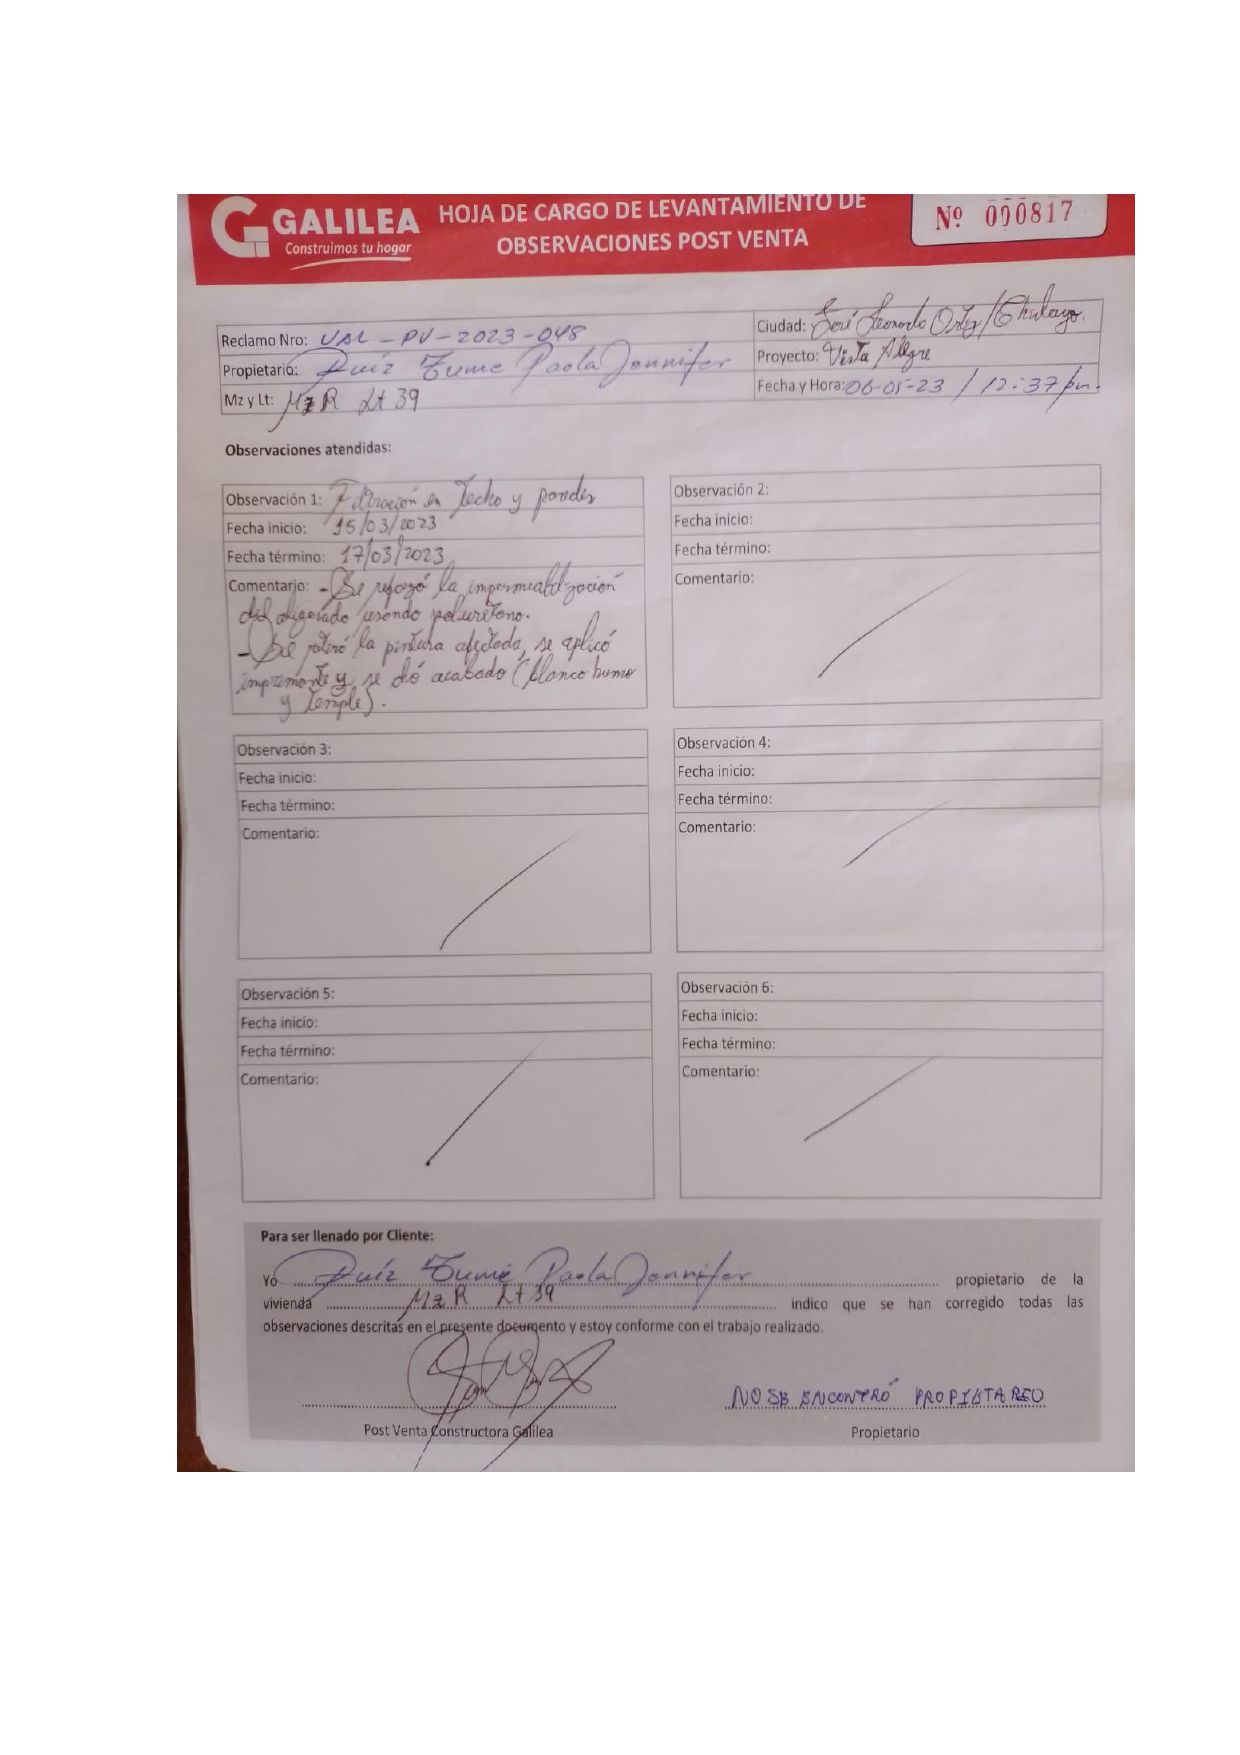 GALILEA
Construimos tu hogar
HOJA DE CARGO DE LEVANTAMIENTO DE
OBSERVACIONES POST VENTA
Nº 000817
Reclamo Nro: VAL-PV-2023-048
Propietario: Ruíz Tume Paola Jennifer
Mz y Lt: Mz R Lt 39
Ciudad: José Leonardo Ortiz/Chiclayo.
Proyecto: Vista Alegre
Fecha y Hora: 06-05-23 / 12:37 pm.
Observaciones atendidas:
Observación 1: Filtración en Techo y paredes
Fecha inicio: 15/03/2023
Fecha término: 17/03/2023
Comentario: - Se reforzó la impermeabilización
del aligerado usando poliuretano.
- Se retiró la pintura afectada, se aplicó
imprimante y se dió acabado (blanco humo
y Temple).
Observación 2:
Fecha inicio:
Fecha término:
Comentario:
Observación 3:
Fecha inicio:
Fecha término:
Comentario:
Observación 4:
Fecha inicio:
Fecha término:
Comentario:
Observación 5:
Fecha inicio:
Fecha término:
Comentario:
Observación 6:
Fecha inicio:
Fecha término:
Comentario:
Para ser llenado por Cliente:
Yo Ruíz Tume Paola Jennifer propietario de la
vivienda Mz R Lt 39 indico que se han corregido todas las
observaciones descritas en el presente documento y estoy conforme con el trabajo realizado.
NO SE ENCONTRÓ PROPIETAREO
Post Venta Constructora Galilea
Propietario